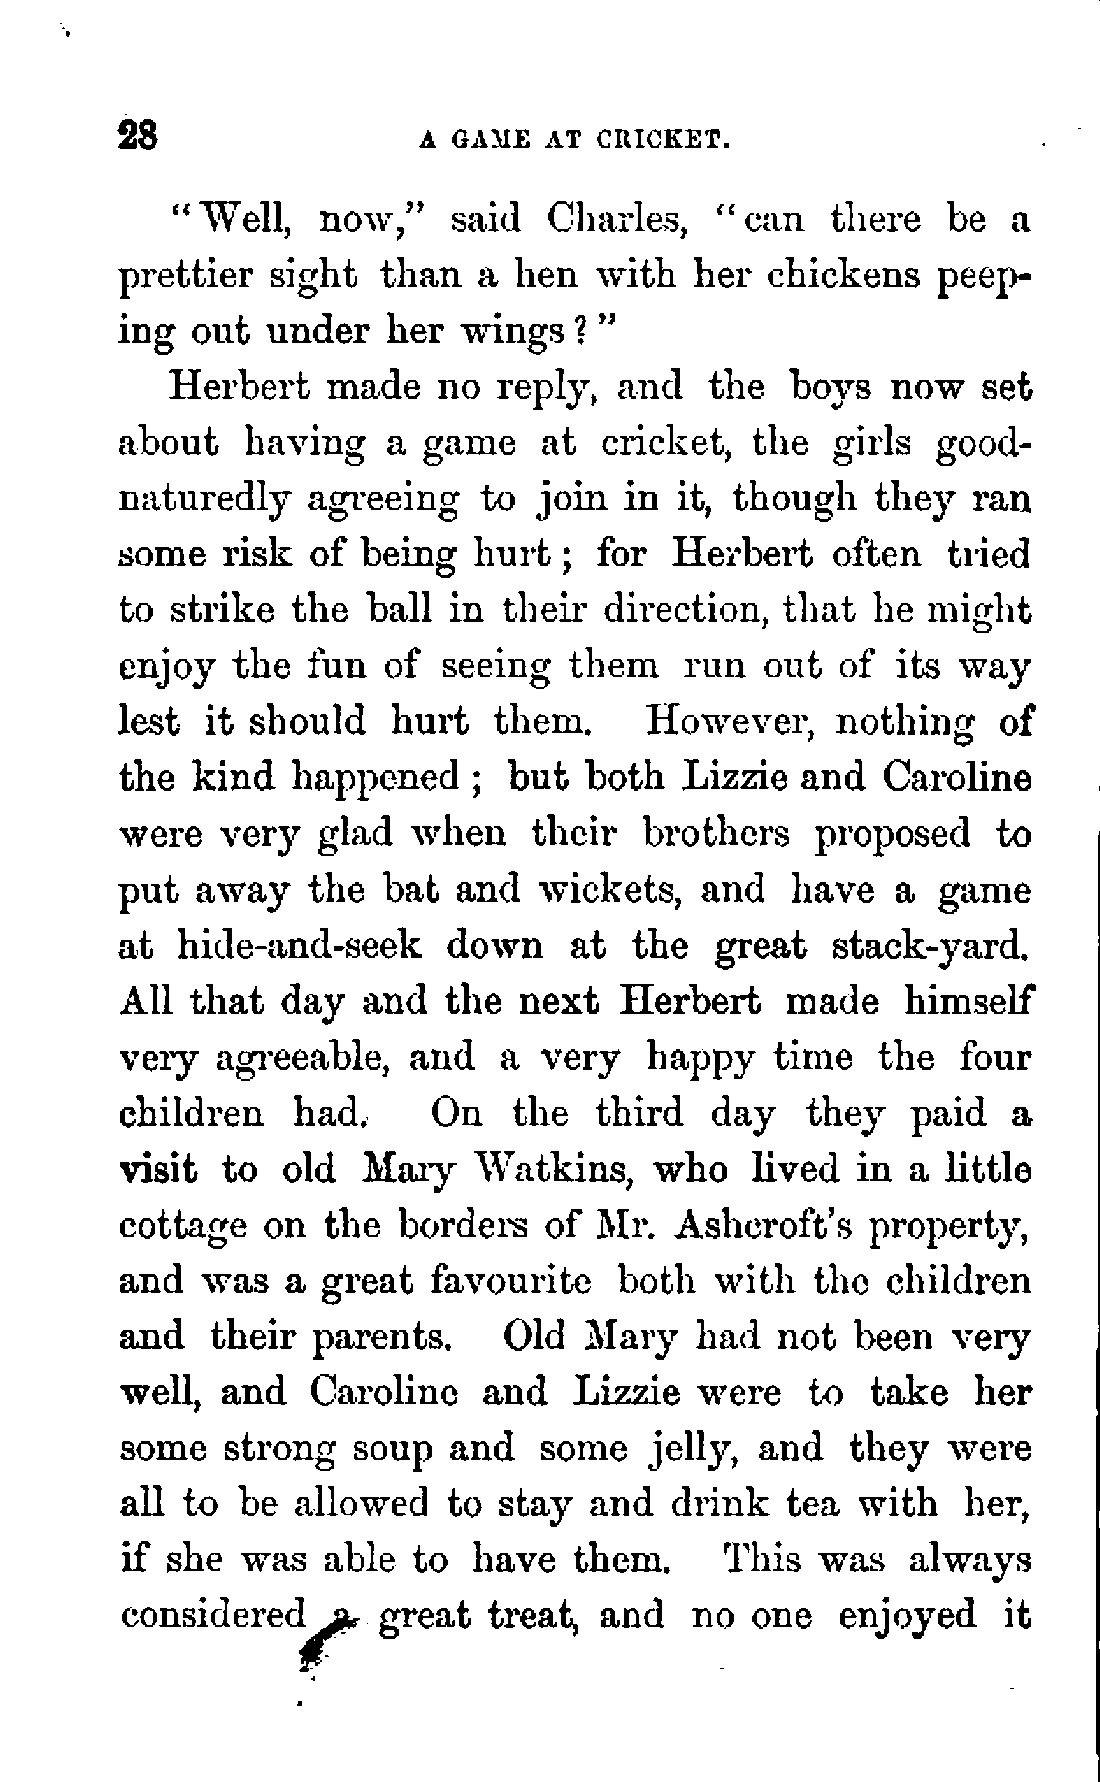 28 A GAME AT CRICKET.
“Well, now,” said Charles, “can there be a
prettier sight than a hen with her chickens peep-
ing out under her wings?”
Herbert made no reply, and the boys now set
about having a game at cricket, the girls good-
naturedly agreeing to join in it, though they ran
some risk of being hurt; for Herbert often tried
to strike the ball in their direction, that he might
enjoy the fun of seeing them run out of its way
lest it should hurt them. However, nothing of
the kind happened; but both Lizzie and Caroline
were very glad when their brothers proposed to
put away the bat and wickets, and have a game
at hide-and-seek down at the great stack-yard.
All that day and the next Herbert made himself
very agreeable, and a very happy time the four
children had. On the third day they paid a
visit to old Mary Watkins, who lived in a little
cottage on the borders of Mr. Ashcroft’s property,
and was a great favourite both with the children
and their parents. Old Mary had not been very
well, and Caroline and Lizzie were to take her
some strong soup and some jelly, and they were
all to be allowed to stay and drink tea with her,
if she was able to have them. This was always
considered a great treat, and no one enjoyed it